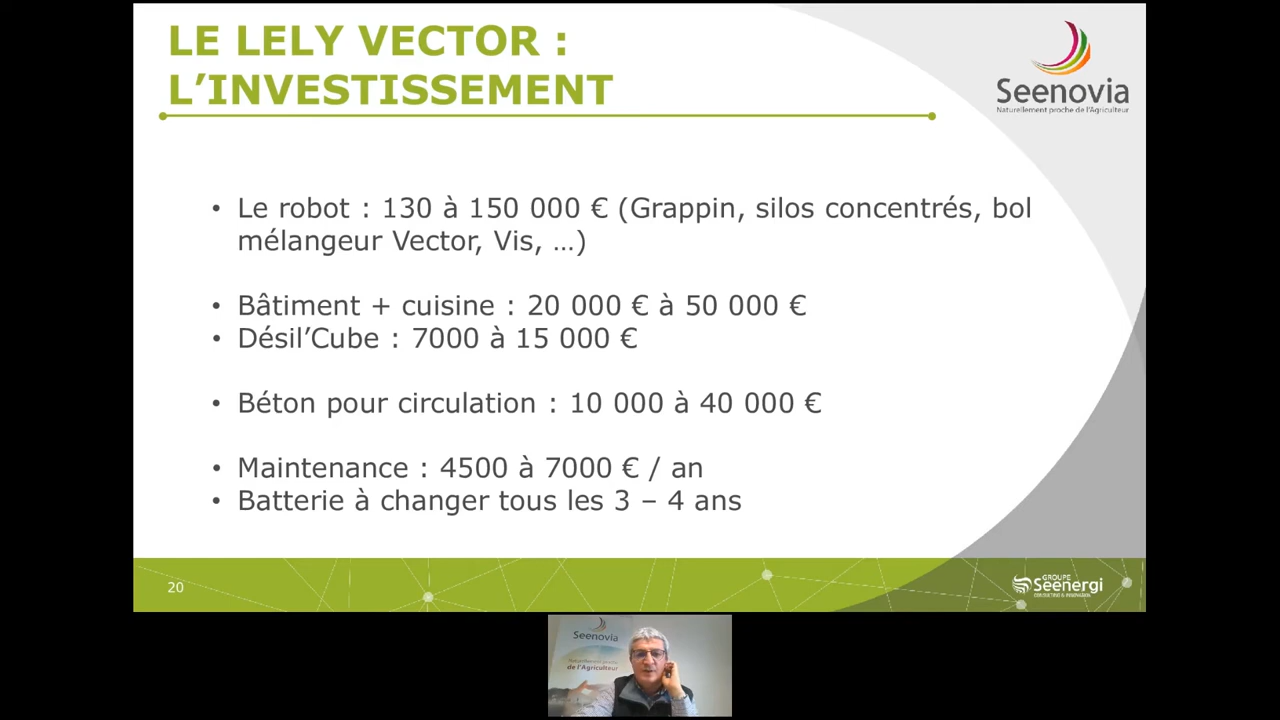 LE LELY VECTOR :
L’INVESTISSEMENT
Seenovia
Naturellement proche de l'Agriculteur
• Le robot : 130 à 150 000 € (Grappin, silos concentrés, bol
mélangeur Vector, Vis, …)
• Bâtiment + cuisine : 20 000 € à 50 000 €
• Désil’Cube : 7000 à 15 000 €
• Béton pour circulation : 10 000 à 40 000 €
• Maintenance : 4500 à 7000 € / an
• Batterie à changer tous les 3 – 4 ans
20
GROUPE
Seenergi
Seenovia
Naturellement proche
de l'Agriculteur